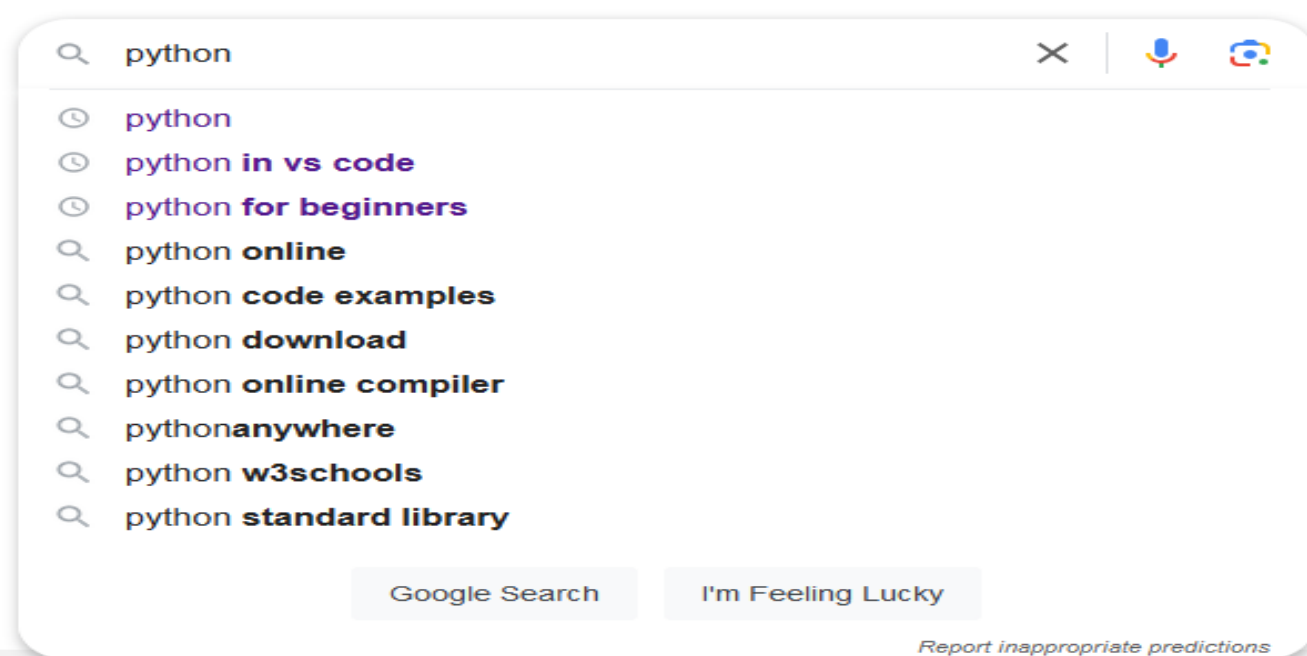 python
python
python in vs code
python for beginners
python online
python code examples
python download
python online compiler
pythonanywhere
python w3schools
python standard library
Google Search I'm Feeling Lucky
Report inappropriate predictions